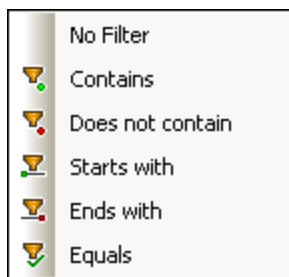 No Filter
Contains
Does not contain
Starts with
Ends with
Equals